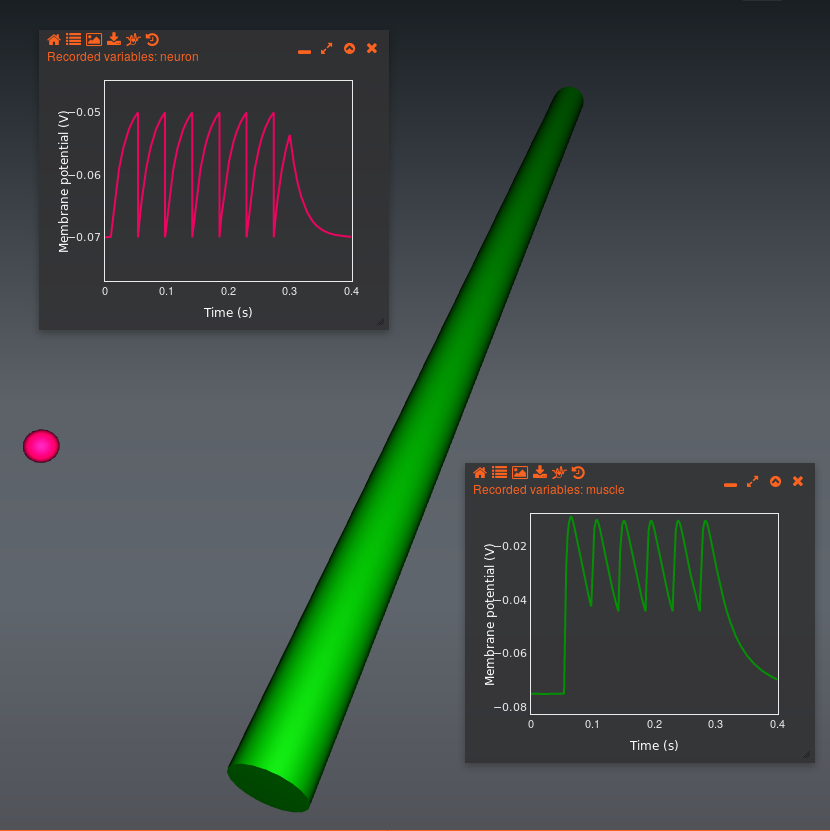 Recorded variables: neuron
Membrane potential (V)
−0.05
−0.06
−0.07
0 0.1 0.2 0.3 0.4
Time (s)
Recorded variables: muscle
Membrane potential (V)
−0.02
−0.04
−0.06
−0.08
0 0.1 0.2 0.3 0.4
Time (s)